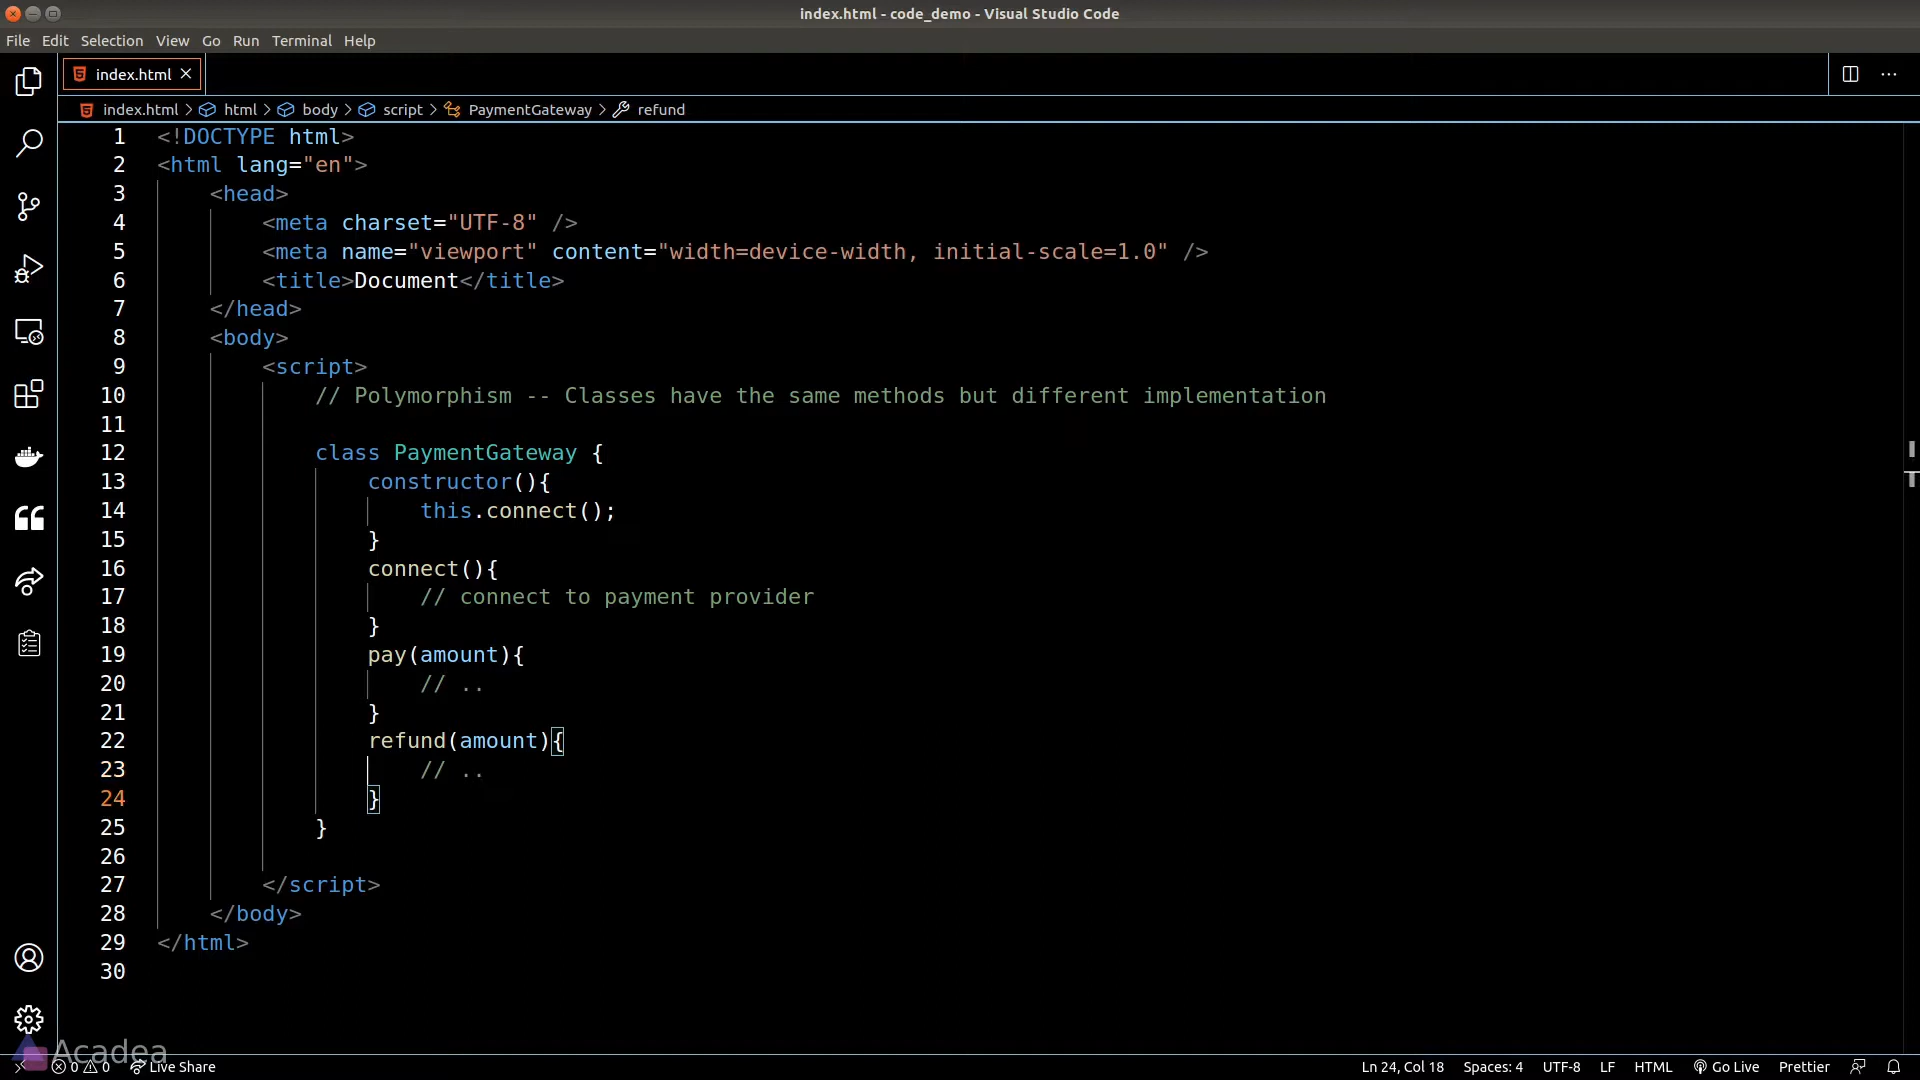 index.html - code_demo - Visual Studio Code
File Edit Selection View Go Run Terminal Help
index.html
index.html > html > body > script > PaymentGateway > refund
1 <!DOCTYPE html>
2 <html lang="en">
3 <head>
4 <meta charset="UTF-8" />
5 <meta name="viewport" content="width=device-width, initial-scale=1.0" />
6 <title>Document</title>
7 </head>
8 <body>
9 <script>
10 // Polymorphism -- Classes have the same methods but different implementation
11
12 class PaymentGateway {
13 constructor(){
14 this.connect();
15 }
16 connect(){
17 // connect to payment provider
18 }
19 pay(amount){
20 // ..
21 }
22 refund(amount){
23 // ..
24 }
25 }
26
27 </script>
28 </body>
29 </html>
30
Acadea
0 0 Live Share Ln 24, Col 18 Spaces: 4 UTF-8 LF HTML Go Live Prettier